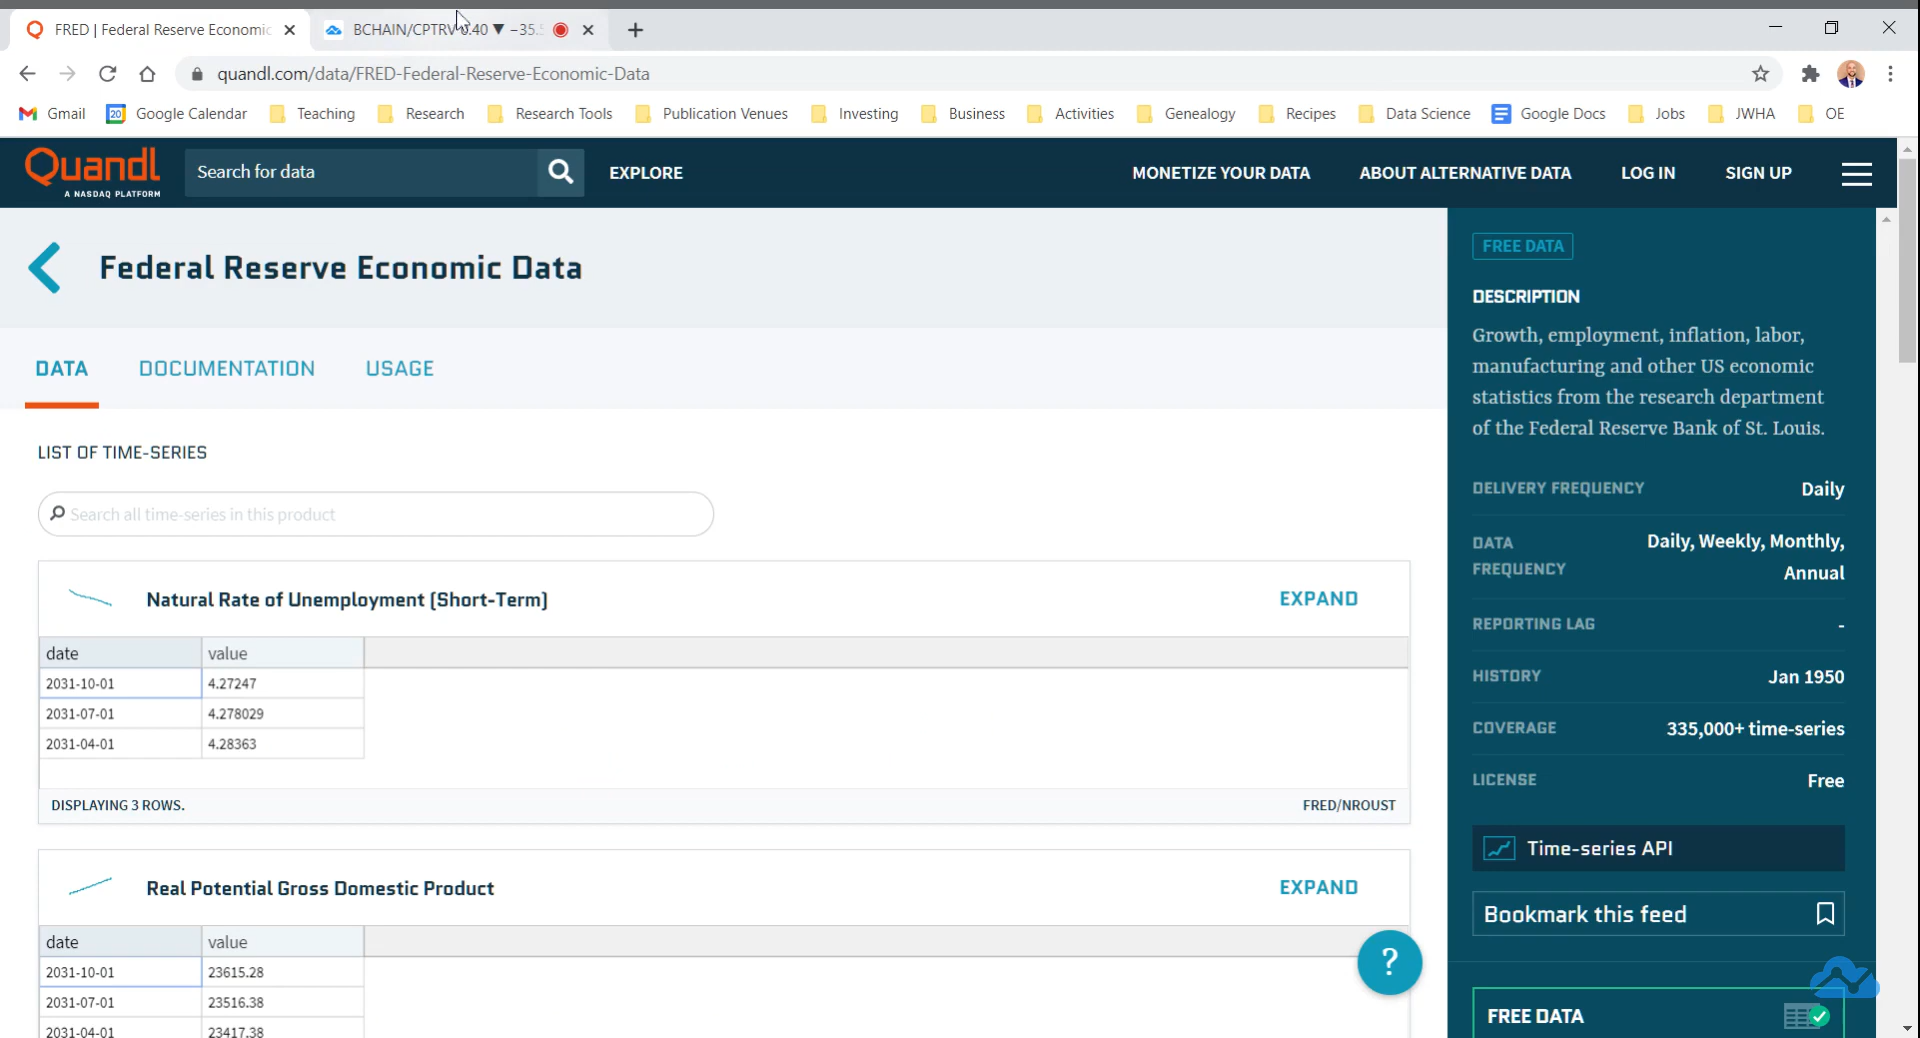 FRED | Federal Reserve Economic
BCHAIN/CPTRV 0.40 ▼ −35.5
quandl.com/data/FRED-Federal-Reserve-Economic-Data
Gmail
20
Google Calendar
Teaching
Research
Research Tools
Publication Venues
Investing
Business
Activities
Genealogy
Recipes
Data Science
Google Docs
Jobs
JWHA
OE
Quandl
A NASDAQ PLATFORM
Search for data
EXPLORE
MONETIZE YOUR DATA
ABOUT ALTERNATIVE DATA
LOG IN
SIGN UP
Federal Reserve Economic Data
DATA
DOCUMENTATION
USAGE
LIST OF TIME-SERIES
Search all time-series in this product
Natural Rate of Unemployment (Short-Term)
EXPAND
date value
2031-10-01 4.27247
2031-07-01 4.278029
2031-04-01 4.28363
DISPLAYING 3 ROWS.
FRED/NROUST
Real Potential Gross Domestic Product
EXPAND
date value
2031-10-01 23615.28
2031-07-01 23516.38
2031-04-01 23417.38
?
FREE DATA
DESCRIPTION
Growth, employment, inflation, labor,
manufacturing and other US economic
statistics from the research department
of the Federal Reserve Bank of St. Louis.
DELIVERY FREQUENCY Daily
DATA
FREQUENCY
Daily, Weekly, Monthly,
Annual
REPORTING LAG -
HISTORY Jan 1950
COVERAGE 335,000+ time-series
LICENSE Free
Time-series API
Bookmark this feed
FREE DATA